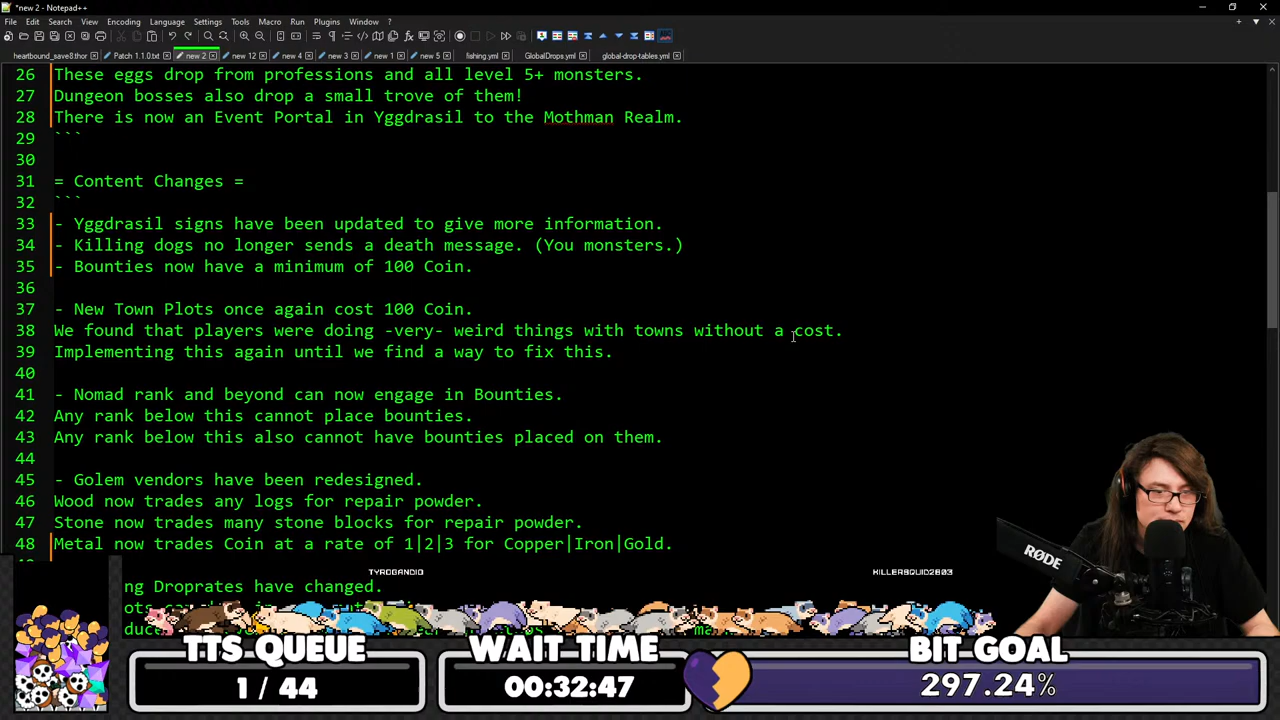 *new 2 - Notepad++
File Edit Search View Encoding Language Settings Tools Macro Run Plugins Window ?
heartbound_save8.thor Patch 1.1.0.txt new 2 new 12 new 4 new 3 new 1 new 5 fishing.yml GlobalDrops.yml global-drop-tables.yml
26 These eggs drop from professions and all level 5+ monsters.
27 Dungeon bosses also drop a small trove of them!
28 There is now an Event Portal in Yggdrasil to the Mothman Realm.
29 ```
30
31 = Content Changes =
32 ```
33 - Yggdrasil signs have been updated to give more information.
34 - Killing dogs no longer sends a death message. (You monsters.)
35 - Bounties now have a minimum of 100 Coin.
36
37 - New Town Plots once again cost 100 Coin.
38 We found that players were doing -very- weird things with towns without a cost.
39 Implementing this again until we find a way to fix this.
40
41 - Nomad rank and beyond can now engage in Bounties.
42 Any rank below this cannot place bounties.
43 Any rank below this also cannot have bounties placed on them.
44
45 - Golem vendors have been redesigned.
46 Wood now trades any logs for repair powder.
47 Stone now trades many stone blocks for repair powder.
48 Metal now trades Coin at a rate of 1|2|3 for Copper|Iron|Gold.
ng Droprates have changed.
TYROGANDID KILLERSQUID2803
RØDE
TTS QUEUE
1 / 44
WAIT TIME
00:32:47
BIT GOAL
297.24%